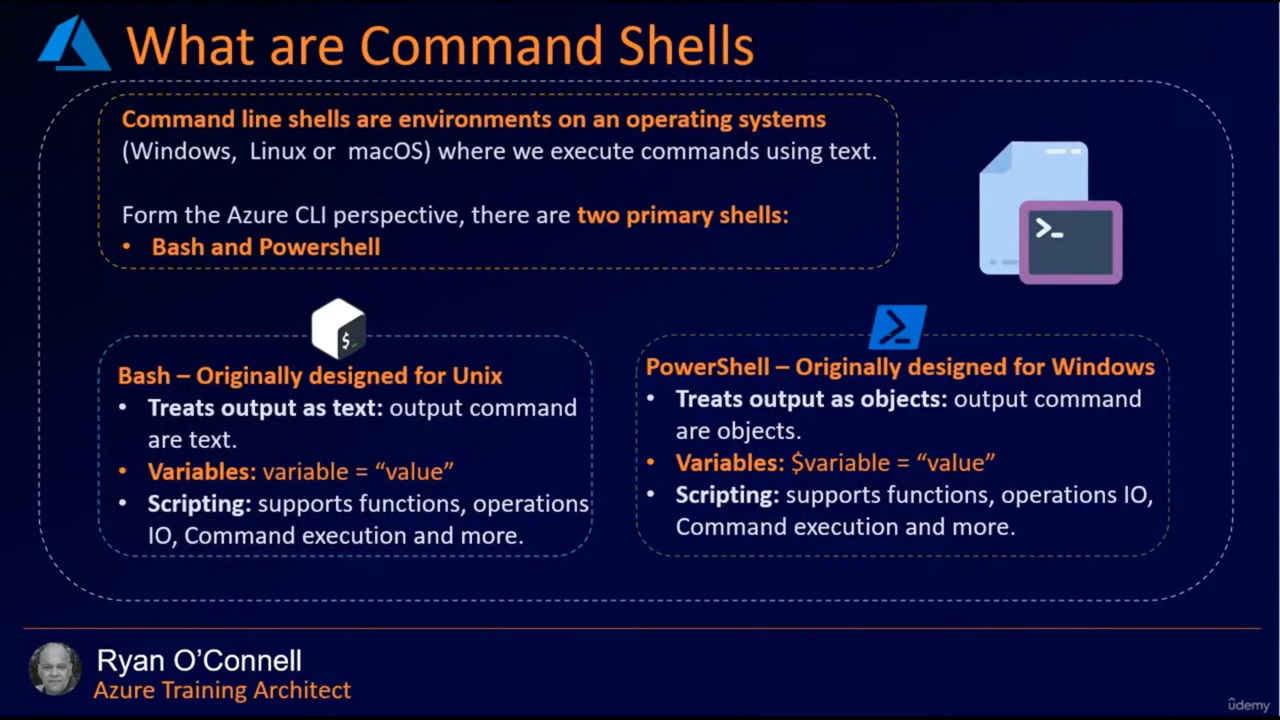 What are Command Shells
Command line shells are environments on an operating systems
(Windows, Linux or macOS) where we execute commands using text.
Form the Azure CLI perspective, there are two primary shells:
• Bash and Powershell
>_
$_
Bash – Originally designed for Unix
• Treats output as text: output command
are text.
• Variables: variable = “value”
• Scripting: supports functions, operations
IO, Command execution and more.
PowerShell – Originally designed for Windows
• Treats output as objects: output command
are objects.
• Variables: $variable = “value”
• Scripting: supports functions, operations IO,
Command execution and more.
Ryan O’Connell
Azure Training Architect
ûdemy